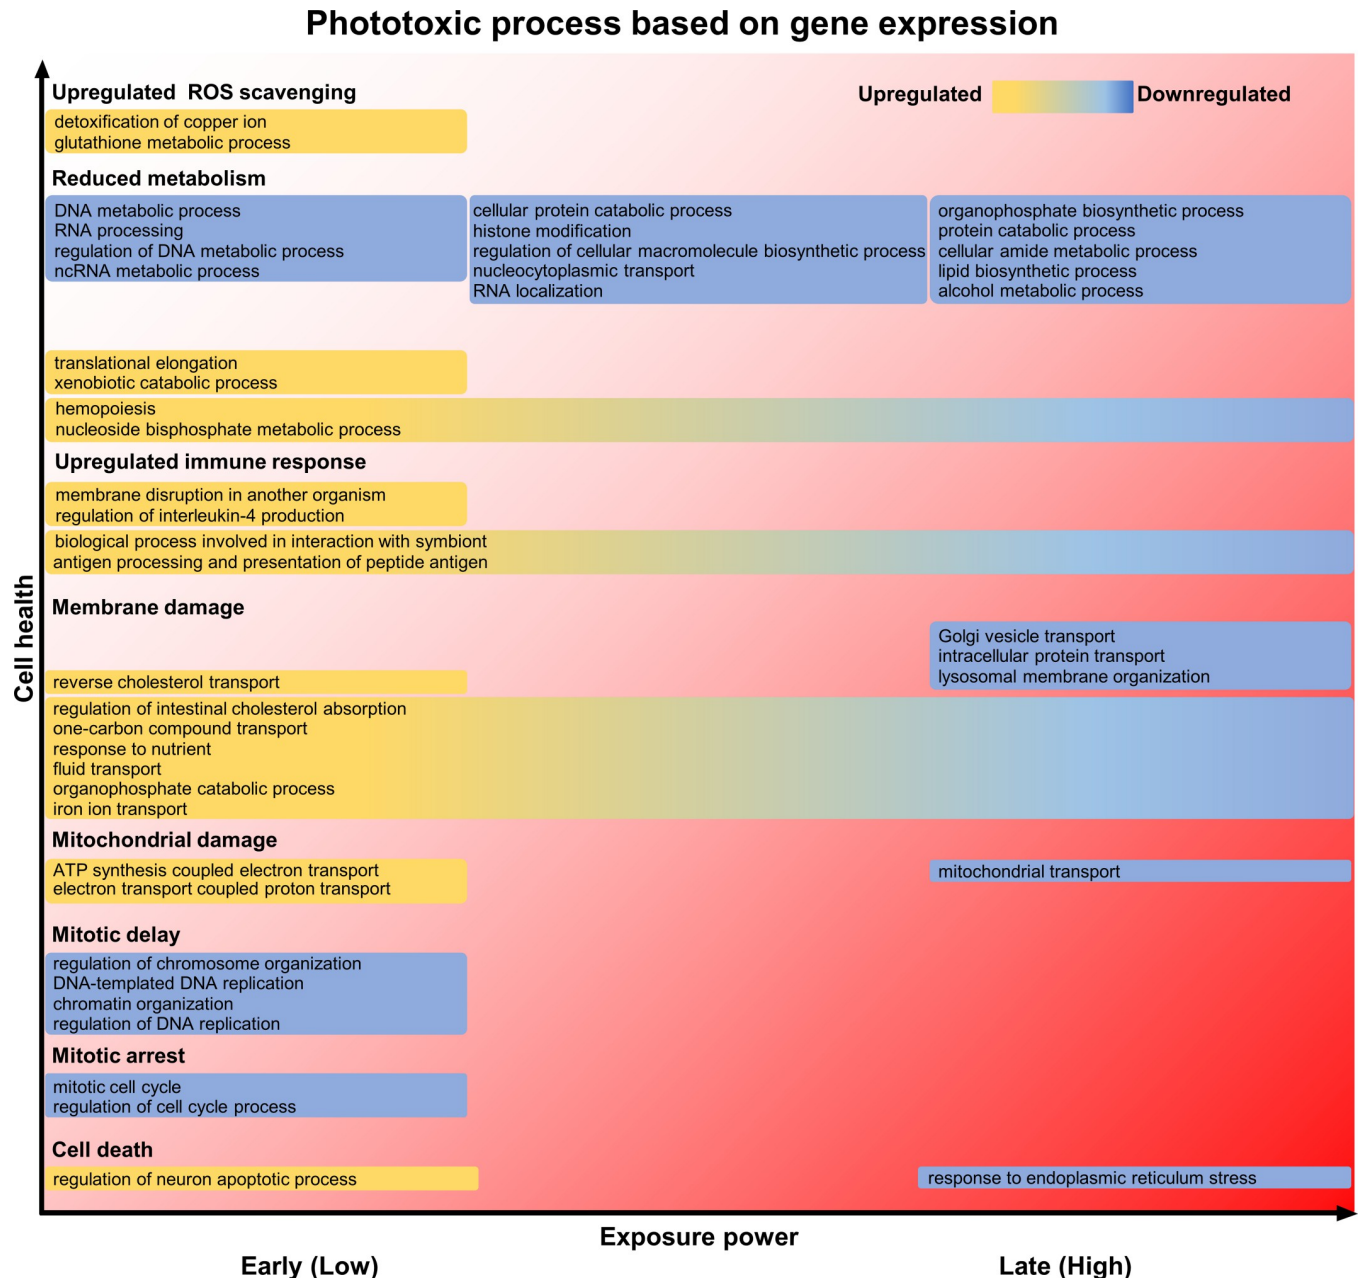 Phototoxic process based on gene expression
Upregulated ROS scavenging
Upregulated
Downregulated
detoxification of copper ion
glutathione metabolic process
Reduced metabolism
DNA metabolic process
RNA processing
regulation of DNA metabolic process
ncRNA metabolic process
cellular protein catabolic process
histone modification
regulation of cellular macromolecule biosynthetic process
nucleocytoplasmic transport
RNA localization
organophosphate biosynthetic process
protein catabolic process
cellular amide metabolic process
lipid biosynthetic process
alcohol metabolic process
translational elongation
xenobiotic catabolic process
hemopoiesis
nucleoside bisphosphate metabolic process
Upregulated immune response
membrane disruption in another organism
regulation of interleukin-4 production
biological process involved in interaction with symbiont
antigen processing and presentation of peptide antigen
Membrane damage
Golgi vesicle transport
intracellular protein transport
lysosomal membrane organization
reverse cholesterol transport
regulation of intestinal cholesterol absorption
one-carbon compound transport
response to nutrient
fluid transport
organophosphate catabolic process
iron ion transport
Mitochondrial damage
ATP synthesis coupled electron transport
electron transport coupled proton transport
mitochondrial transport
Mitotic delay
regulation of chromosome organization
DNA-templated DNA replication
chromatin organization
regulation of DNA replication
Mitotic arrest
mitotic cell cycle
regulation of cell cycle process
Cell death
regulation of neuron apoptotic process
response to endoplasmic reticulum stress
Cell health
Exposure power
Early (Low)
Late (High)